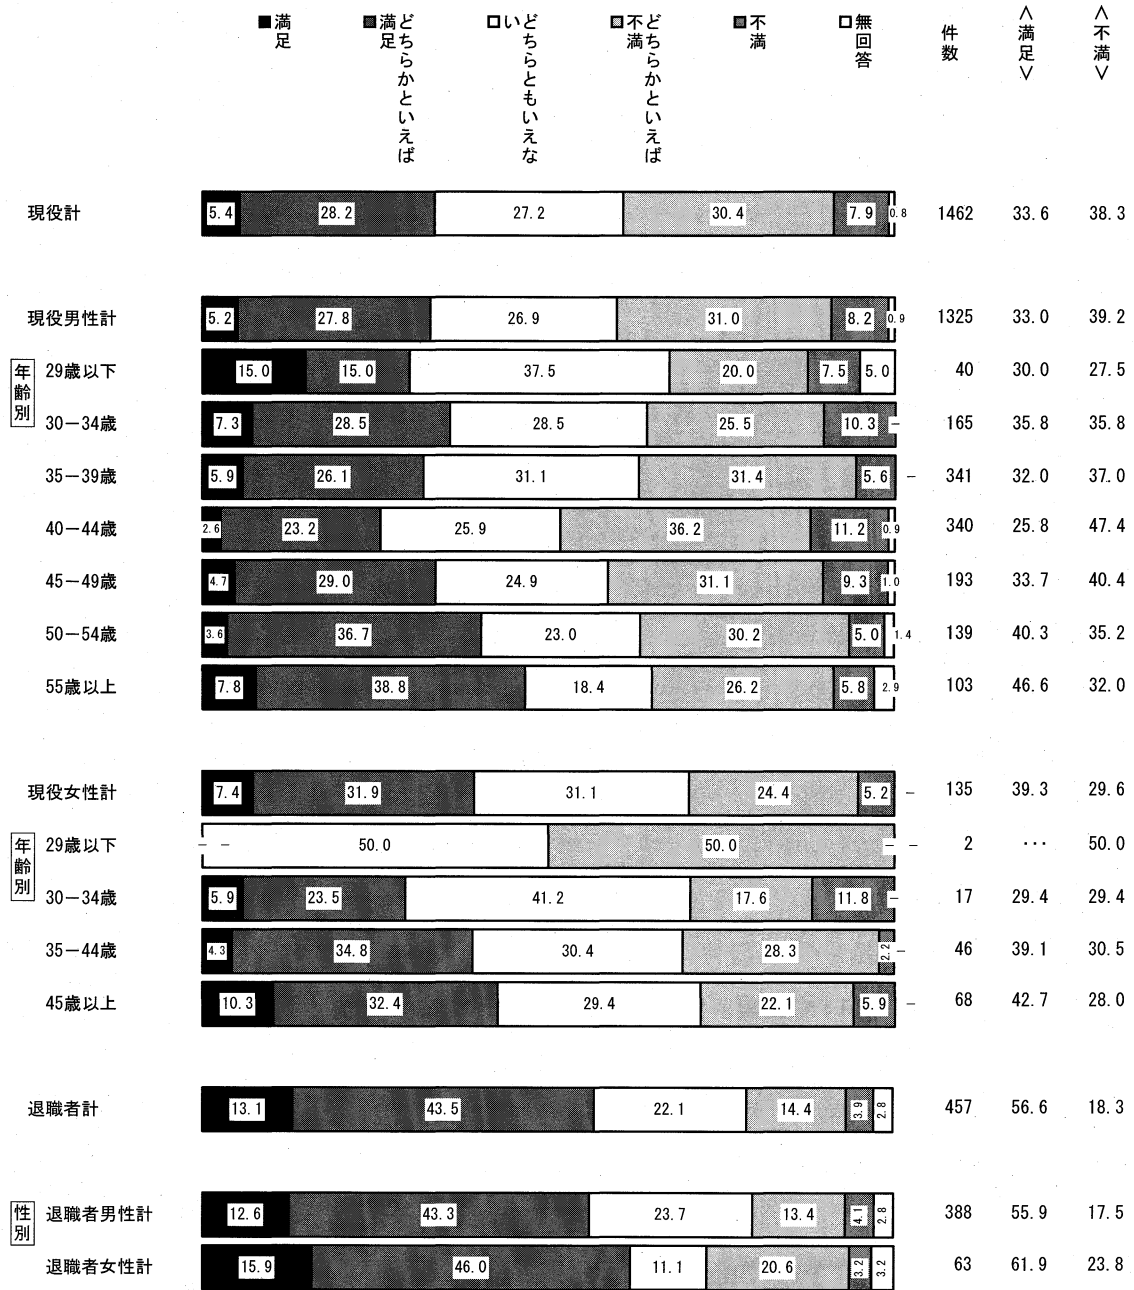 ■満足
■どちらかといえば満足
□どちらともいえない
■どちらかといえば不満
■不満
□無回答
件数
＜満足＞
＜不満＞
現役計 5.4 28.2 27.2 30.4 7.9 0.8 1462 33.6 38.3
現役男性計 5.2 27.8 26.9 31.0 8.2 0.9 1325 33.0 39.2
年齢別
29歳以下 15.0 15.0 37.5 20.0 7.5 5.0 40 30.0 27.5
30－34歳 7.3 28.5 28.5 25.5 10.3 － 165 35.8 35.8
35－39歳 5.9 26.1 31.1 31.4 5.6 － 341 32.0 37.0
40－44歳 2.6 23.2 25.9 36.2 11.2 0.9 340 25.8 47.4
45－49歳 4.7 29.0 24.9 31.1 9.3 1.0 193 33.7 40.4
50－54歳 3.6 36.7 23.0 30.2 5.0 1.4 139 40.3 35.2
55歳以上 7.8 38.8 18.4 26.2 5.8 2.9 103 46.6 32.0
現役女性計 7.4 31.9 31.1 24.4 5.2 － 135 39.3 29.6
年齢別
29歳以下 － － 50.0 50.0 － － 2 … 50.0
30－34歳 5.9 23.5 41.2 17.6 11.8 － 17 29.4 29.4
35－44歳 4.3 34.8 30.4 28.3 2.2 － 46 39.1 30.5
45歳以上 10.3 32.4 29.4 22.1 5.9 － 68 42.7 28.0
退職者計 13.1 43.5 22.1 14.4 3.9 2.8 457 56.6 18.3
性別
退職者男性計 12.6 43.3 23.7 13.4 4.1 2.8 388 55.9 17.5
退職者女性計 15.9 46.0 11.1 20.6 3.2 3.2 63 61.9 23.8